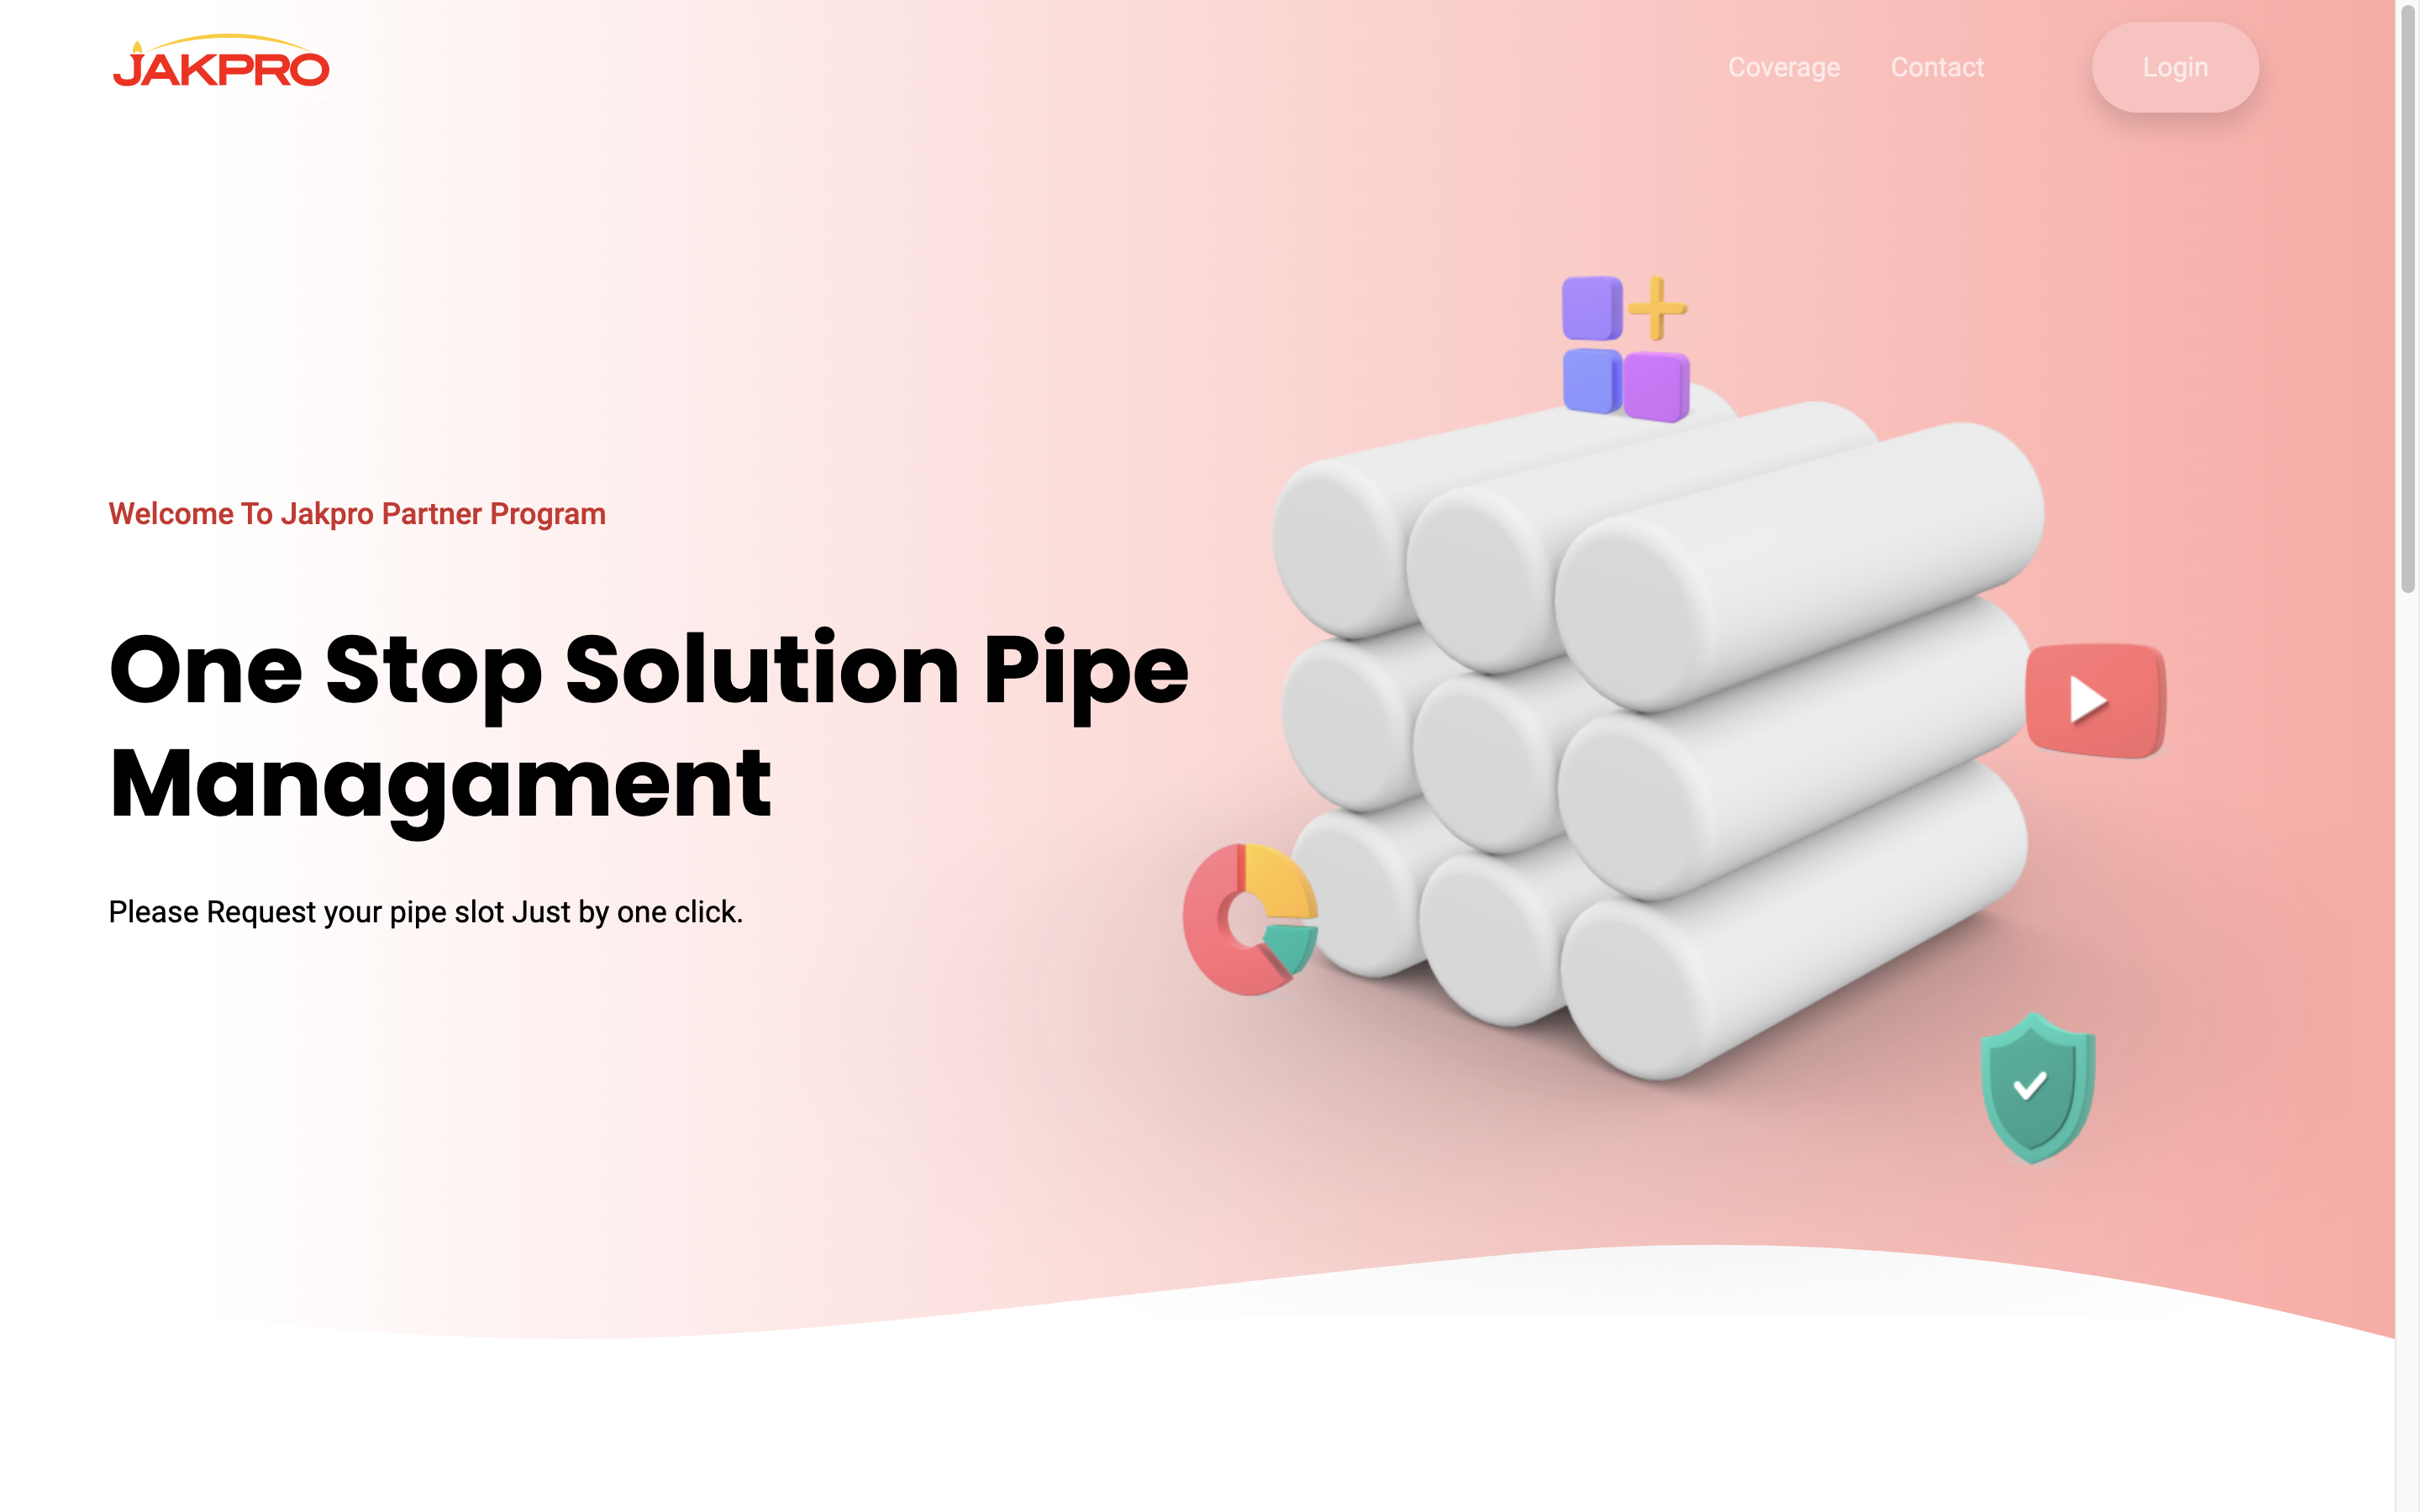 JAKPRO
Coverage
Contact
Login
Welcome To Jakpro Partner Program
One Stop Solution Pipe
Managament
Please Request your pipe slot Just by one click.